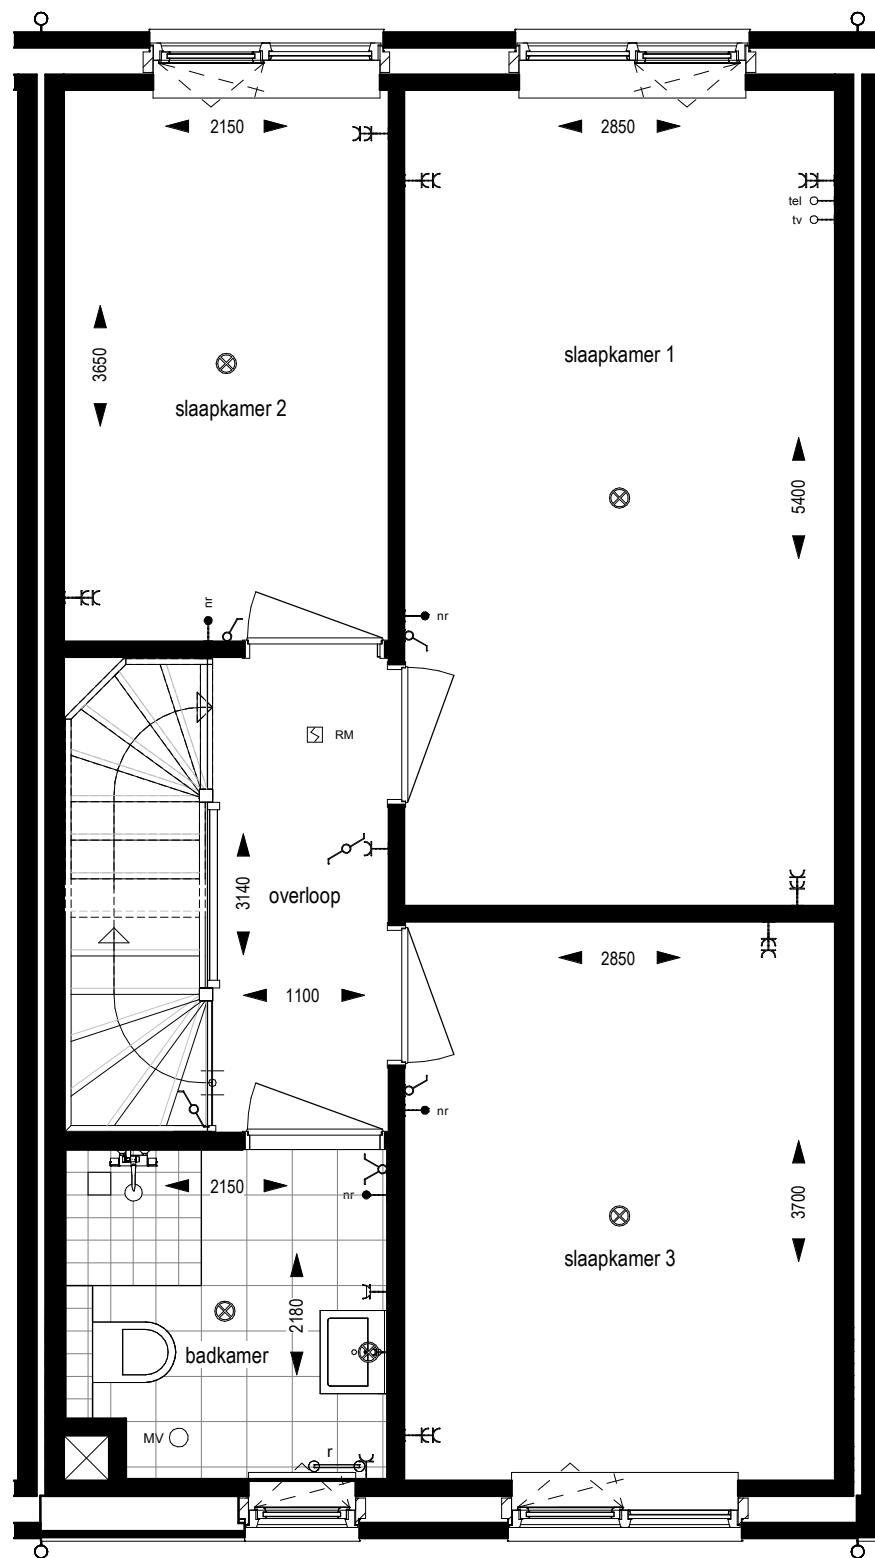 2150
2850
tel
tv
slaapkamer 1
3650
slaapkamer 2
5400
nr
nr
RM
3140
overloop
2850
1100
nr
2150
nr
3700
slaapkamer 3
2180
badkamer
MV
r